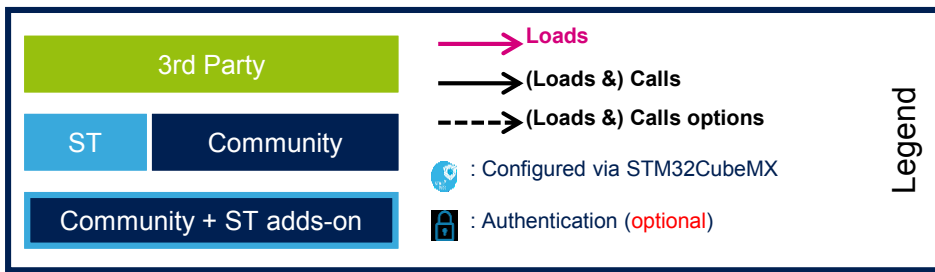 3rd Party
ST
Community
Community + ST adds-on
Loads
(Loads &) Calls
(Loads &) Calls options
: Configured via STM32CubeMX
: Authentication (optional)
Legend